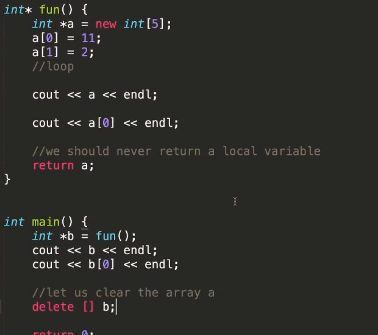 int* fun() {
int *a = new int[5];
a[0] = 11;
a[1] = 2;
//loop
cout << a << endl;
cout << a[0] << endl;
//we should never return a local variable
return a;
}
int main() {
int *b = fun();
cout << b << endl;
cout << b[0] << endl;
//let us clear the array a
delete [] b;
return 0;